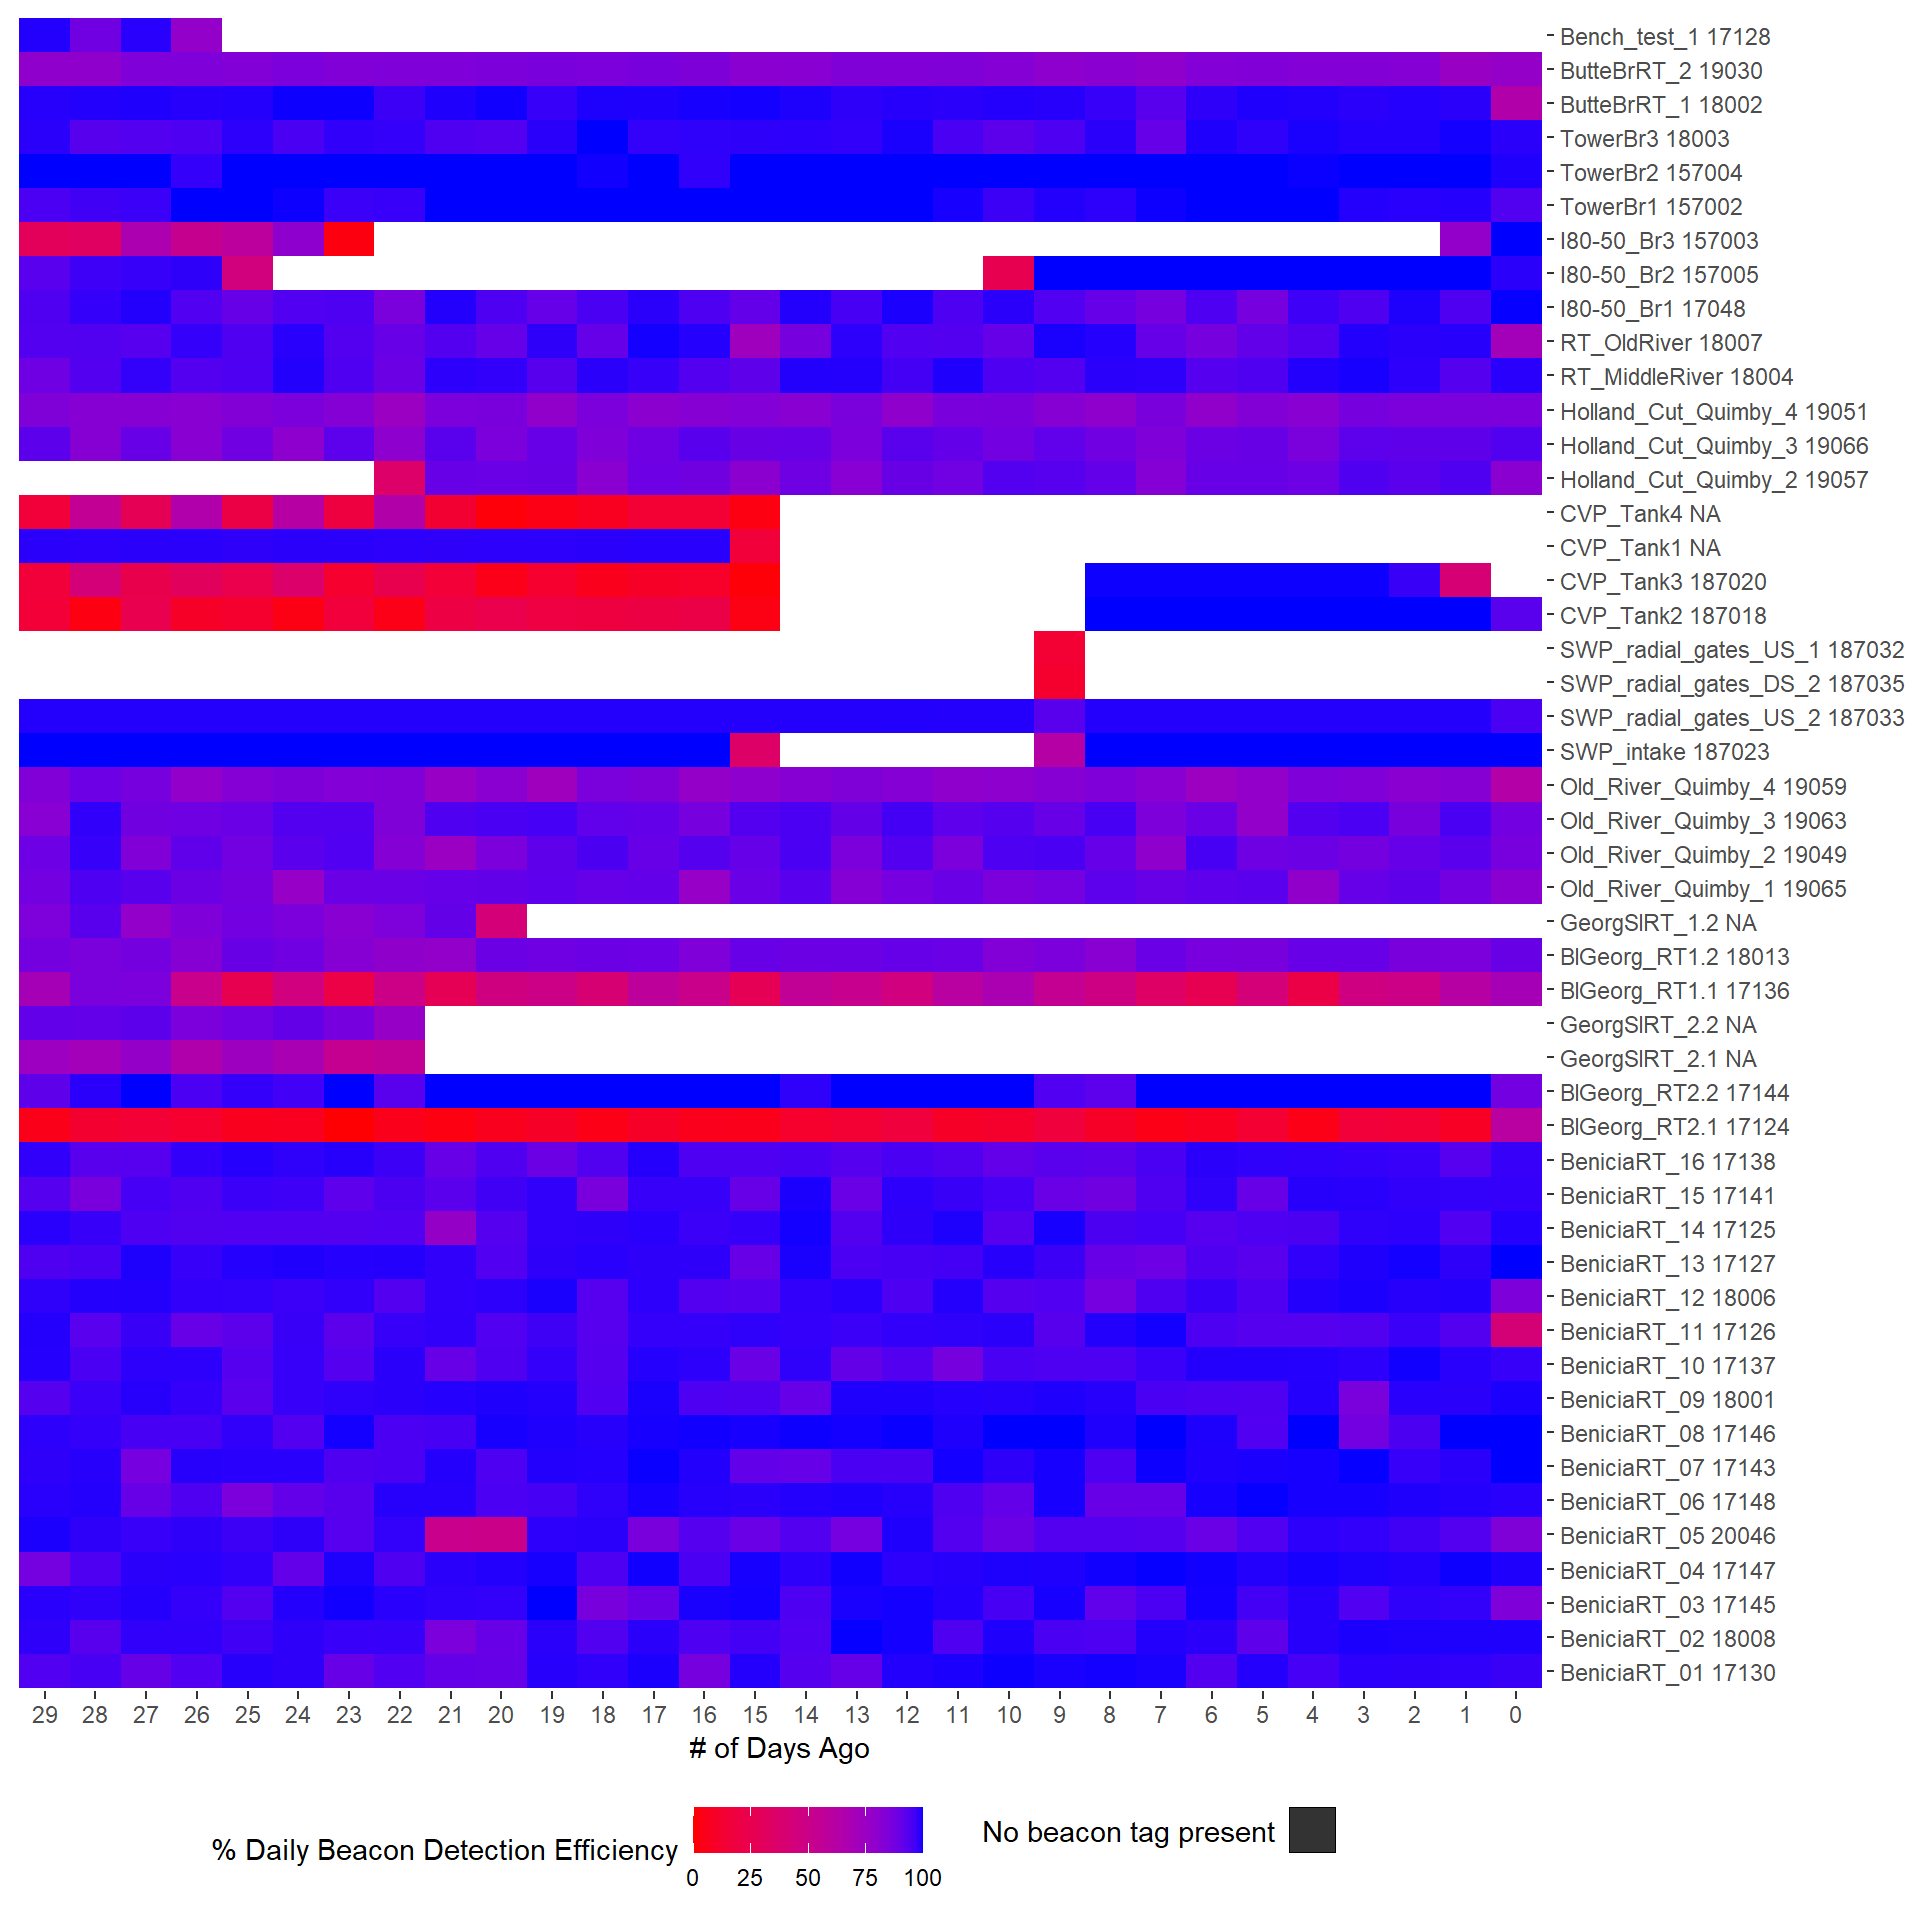 Bench_test_1 17128
ButteBrRT_2 19030
ButteBrRT_1 18002
TowerBr3 18003
TowerBr2 157004
TowerBr1 157002
I80-50_Br3 157003
I80-50_Br2 157005
I80-50_Br1 17048
RT_OldRiver 18007
RT_MiddleRiver 18004
Holland_Cut_Quimby_4 19051
Holland_Cut_Quimby_3 19066
Holland_Cut_Quimby_2 19057
CVP_Tank4 NA
CVP_Tank1 NA
CVP_Tank3 187020
CVP_Tank2 187018
SWP_radial_gates_US_1 187032
SWP_radial_gates_DS_2 187035
SWP_radial_gates_US_2 187033
SWP_intake 187023
Old_River_Quimby_4 19059
Old_River_Quimby_3 19063
Old_River_Quimby_2 19049
Old_River_Quimby_1 19065
GeorgSlRT_1.2 NA
BlGeorg_RT1.2 18013
BlGeorg_RT1.1 17136
GeorgSlRT_2.2 NA
GeorgSlRT_2.1 NA
BlGeorg_RT2.2 17144
BlGeorg_RT2.1 17124
BeniciaRT_16 17138
BeniciaRT_15 17141
BeniciaRT_14 17125
BeniciaRT_13 17127
BeniciaRT_12 18006
BeniciaRT_11 17126
BeniciaRT_10 17137
BeniciaRT_09 18001
BeniciaRT_08 17146
BeniciaRT_07 17143
BeniciaRT_06 17148
BeniciaRT_05 20046
BeniciaRT_04 17147
BeniciaRT_03 17145
BeniciaRT_02 18008
BeniciaRT_01 17130
29 28 27 26 25 24 23 22 21 20 19 18 17 16 15 14 13 12 11 10 9 8 7 6 5 4 3 2 1 0
# of Days Ago
% Daily Beacon Detection Efficiency
0 25 50 75 100
No beacon tag present